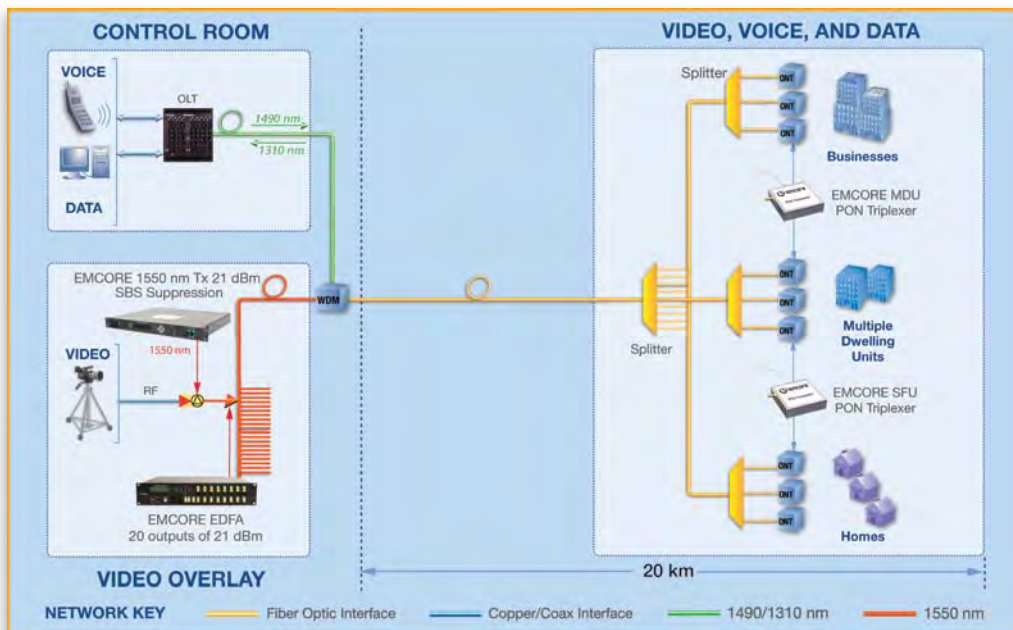 CONTROL ROOM
VOICE
OLT
1490 nm
1310 nm
DATA
EMCORE 1550 nm Tx 21 dBm
SBS Suppression
1550 nm
VIDEO
RF
EMCORE EDFA
20 outputs of 21 dBm
VIDEO OVERLAY
WDM
VIDEO, VOICE, AND DATA
Splitter
ONT
ONT
ONT
Businesses
EMCORE MDU
PON Triplexer
Splitter
ONT
ONT
ONT
Multiple
Dwelling
Units
EMCORE SFU
PON Triplexer
ONT
ONT
ONT
Homes
20 km
NETWORK KEY
Fiber Optic Interface
Copper/Coax Interface
1490/1310 nm
1550 nm